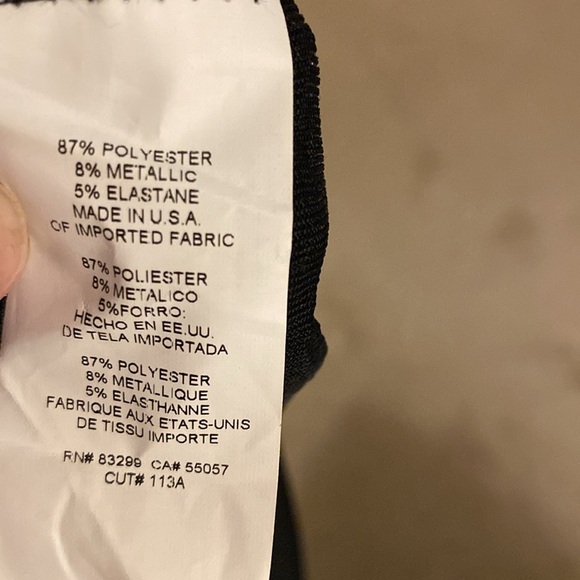 87% POLYESTER
8% METALLIC
5% ELASTANE
MADE IN U.S.A.
OF IMPORTED FABRIC
87% POLIESTER
8% METALICO
5%FORRO:
HECHO EN EE.UU.
DE TELA IMPORTADA
87% POLYESTER
8% METALLIQUE
5% ELASTHANNE
FABRIQUE AUX ETATS-UNIS
DE TISSU IMPORTE
RN# 83299 CA# 55057
CUT# 113A